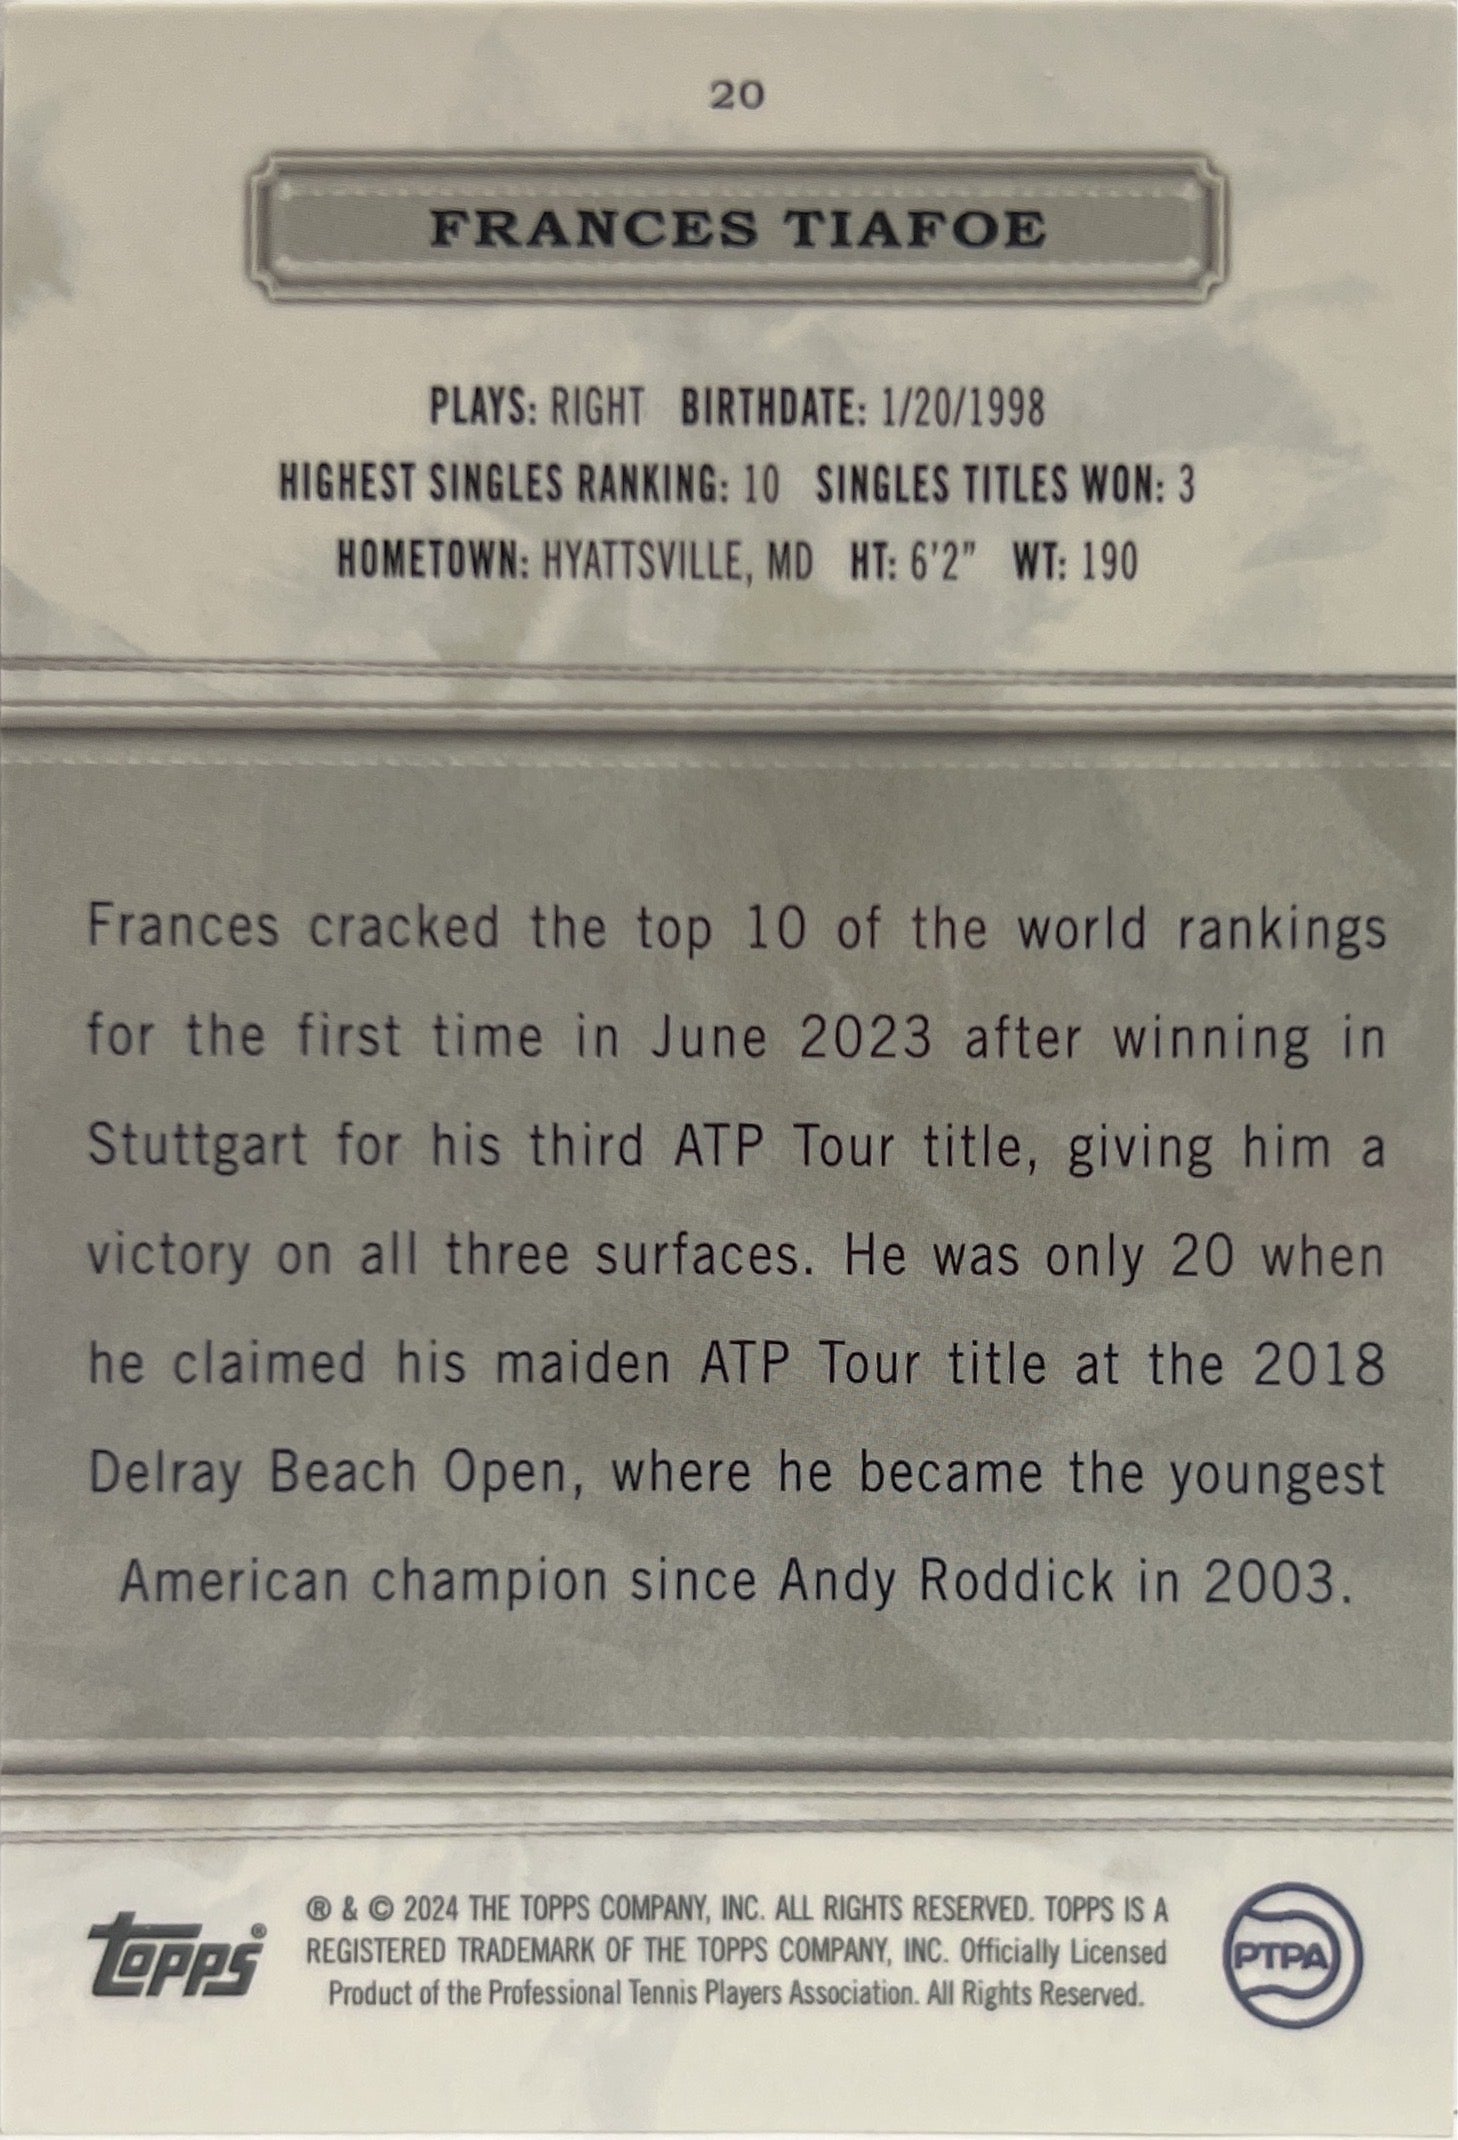 20
FRANCES TIAFOE
PLAYS: RIGHT BIRTHDATE: 1/20/1998
HIGHEST SINGLES RANKING: 10 SINGLES TITLES WON: 3
HOMETOWN: HYATTSVILLE, MD HT: 6'2" WT: 190
Frances cracked the top 10 of the world rankings
for the first time in June 2023 after winning in
Stuttgart for his third ATP Tour title, giving him a
victory on all three surfaces. He was only 20 when
he claimed his maiden ATP Tour title at the 2018
Delray Beach Open, where he became the youngest
American champion since Andy Roddick in 2003.
topps®
® & © 2024 THE TOPPS COMPANY, INC. ALL RIGHTS RESERVED. TOPPS IS A
REGISTERED TRADEMARK OF THE TOPPS COMPANY, INC. Officially Licensed
Product of the Professional Tennis Players Association. All Rights Reserved.
PTPA